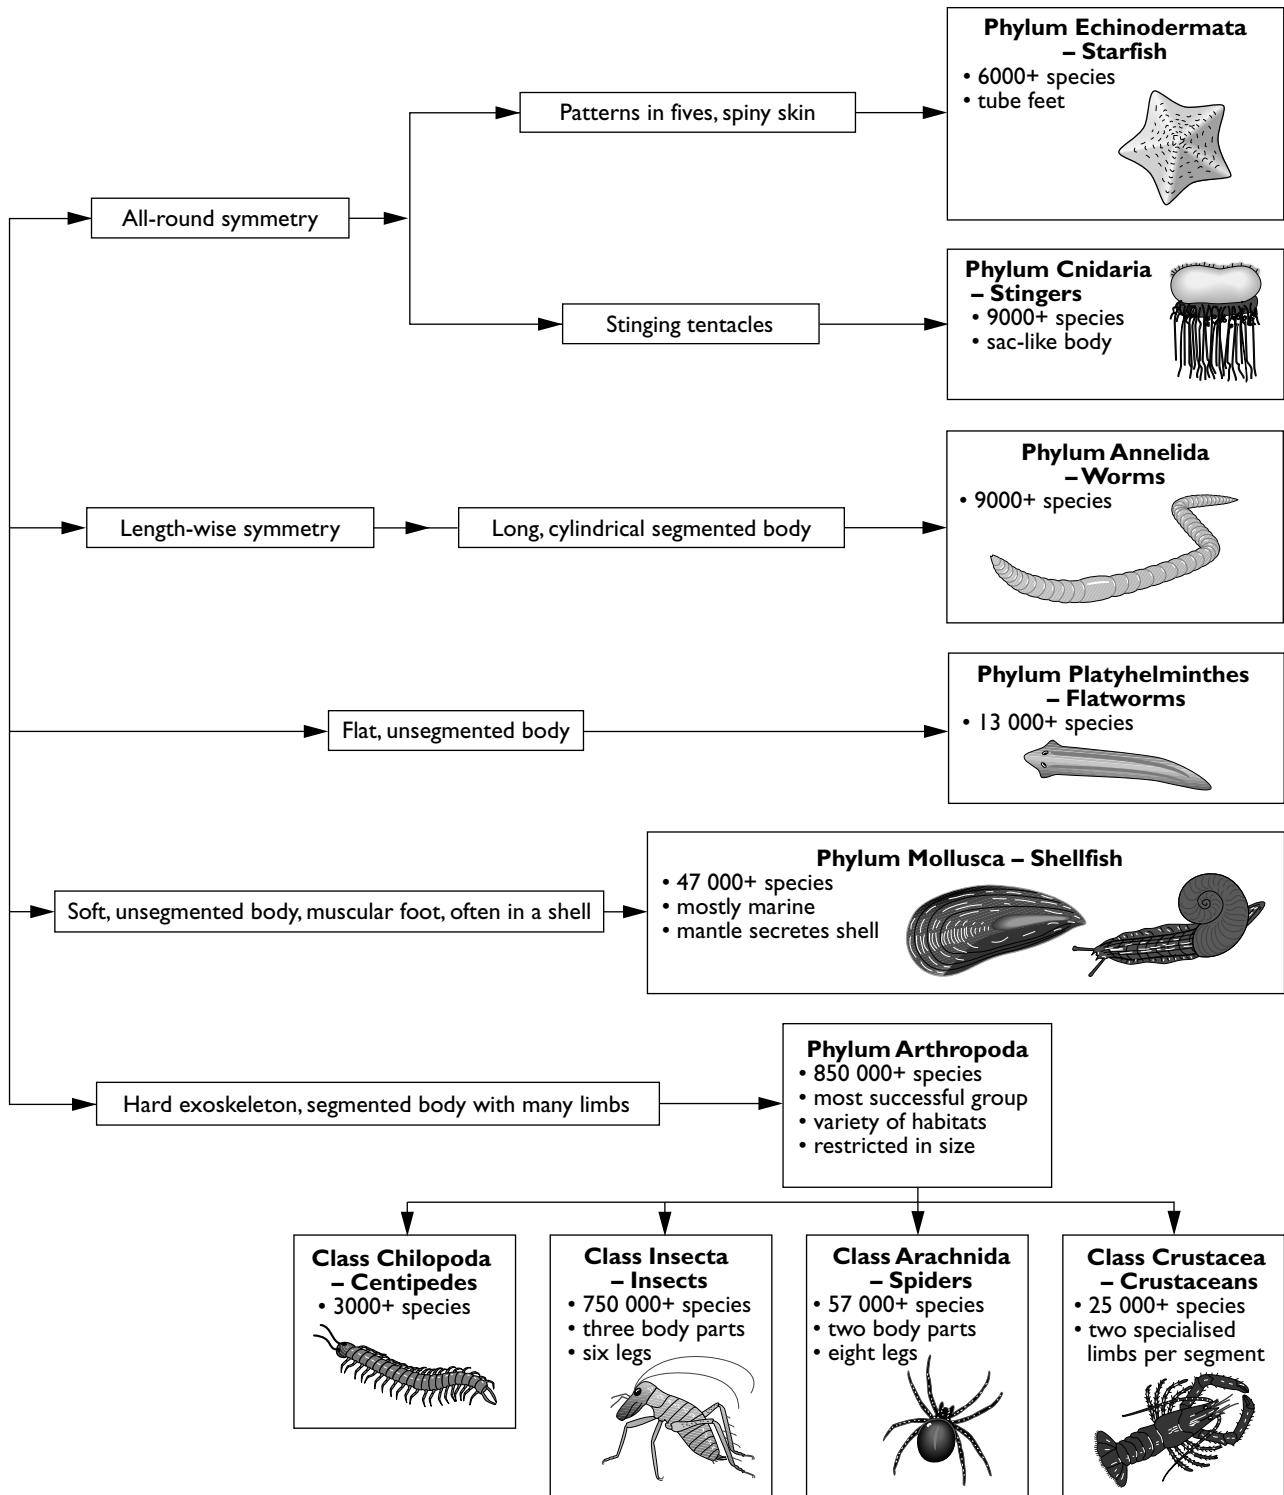 Phylum Echinodermata
– Starfish
• 6000+ species
• tube feet
Patterns in fives, spiny skin
All-round symmetry
Phylum Cnidaria
– Stingers
• 9000+ species
• sac-like body
Stinging tentacles
Phylum Annelida
– Worms
• 9000+ species
Length-wise symmetry
Long, cylindrical segmented body
Phylum Platyhelminthes
– Flatworms
• 13 000+ species
Flat, unsegmented body
Phylum Mollusca – Shellfish
• 47 000+ species
• mostly marine
• mantle secretes shell
Soft, unsegmented body, muscular foot, often in a shell
Phylum Arthropoda
• 850 000+ species
• most successful group
• variety of habitats
• restricted in size
Hard exoskeleton, segmented body with many limbs
Class Chilopoda
– Centipedes
• 3000+ species
Class Insecta
– Insects
• 750 000+ species
• three body parts
• six legs
Class Arachnida
– Spiders
• 57 000+ species
• two body parts
• eight legs
Class Crustacea
– Crustaceans
• 25 000+ species
• two specialised
limbs per segment